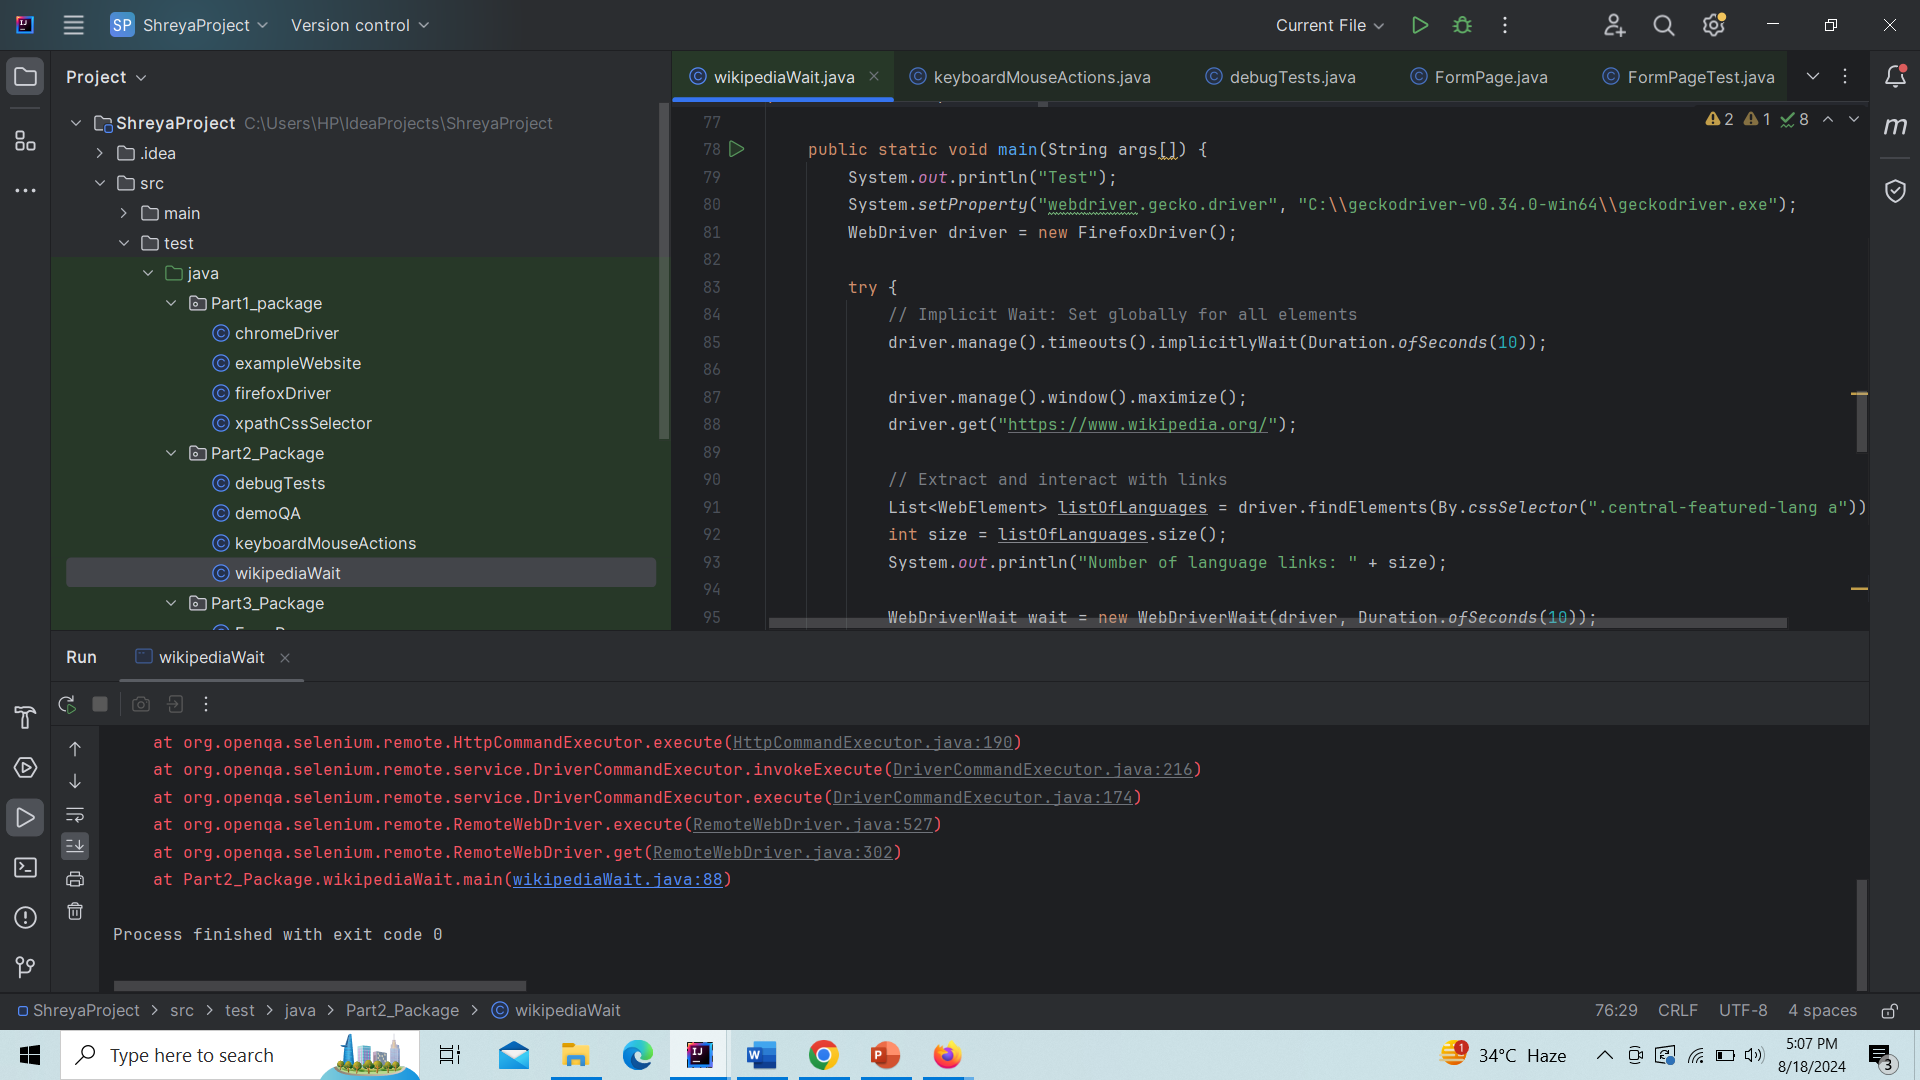 SP ShreyaProject Version control Current File
Project
wikipediaWait.java keyboardMouseActions.java debugTests.java FormPage.java FormPageTest.java
ShreyaProject C:\Users\HP\IdeaProjects\ShreyaProject
.idea
src
main
test
java
Part1_package
chromeDriver
exampleWebsite
firefoxDriver
xpathCssSelector
Part2_Package
debugTests
demoQA
keyboardMouseActions
wikipediaWait
Part3_Package
2 1 8
77
78 public static void main(String args[]) {
79 System.out.println("Test");
80 System.setProperty("webdriver.gecko.driver", "C:\\geckodriver-v0.34.0-win64\\geckodriver.exe");
81 WebDriver driver = new FirefoxDriver();
82
83 try {
84 // Implicit Wait: Set globally for all elements
85 driver.manage().timeouts().implicitlyWait(Duration.ofSeconds(10));
86
87 driver.manage().window().maximize();
88 driver.get("https://www.wikipedia.org/");
89
90 // Extract and interact with links
91 List<WebElement> listOfLanguages = driver.findElements(By.cssSelector(".central-featured-lang a"))
92 int size = listOfLanguages.size();
93 System.out.println("Number of language links: " + size);
94
95 WebDriverWait wait = new WebDriverWait(driver, Duration.ofSeconds(10));
m
Run wikipediaWait
at org.openqa.selenium.remote.HttpCommandExecutor.execute(HttpCommandExecutor.java:190)
at org.openqa.selenium.remote.service.DriverCommandExecutor.invokeExecute(DriverCommandExecutor.java:216)
at org.openqa.selenium.remote.service.DriverCommandExecutor.execute(DriverCommandExecutor.java:174)
at org.openqa.selenium.remote.RemoteWebDriver.execute(RemoteWebDriver.java:527)
at org.openqa.selenium.remote.RemoteWebDriver.get(RemoteWebDriver.java:302)
at Part2_Package.wikipediaWait.main(wikipediaWait.java:88)
Process finished with exit code 0
ShreyaProject > src > test > java > Part2_Package > wikipediaWait 76:29 CRLF UTF-8 4 spaces
Type here to search 1 34°C Haze 5:07 PM
8/18/2024 3